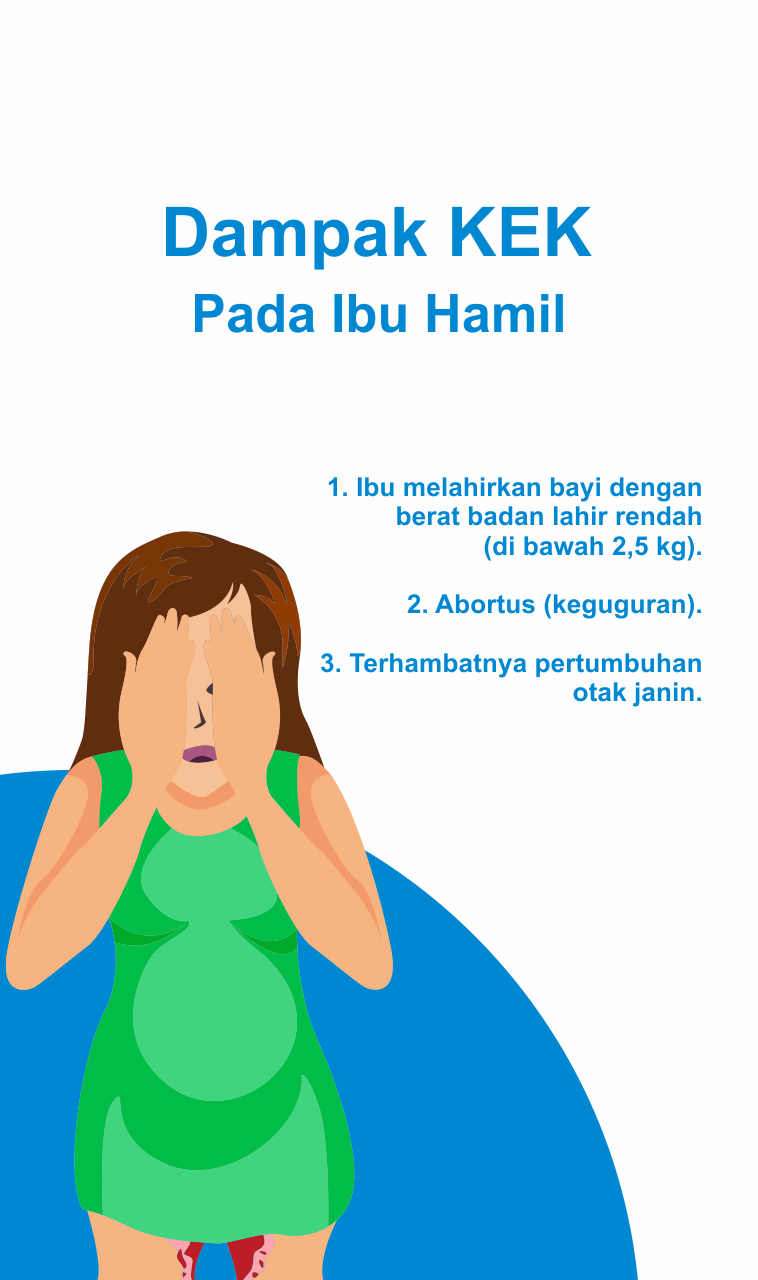 Dampak KEK
Pada Ibu Hamil
1. Ibu melahirkan bayi dengan
berat badan lahir rendah
(di bawah 2,5 kg).
2. Abortus (keguguran).
3. Terhambatnya pertumbuhan
otak janin.